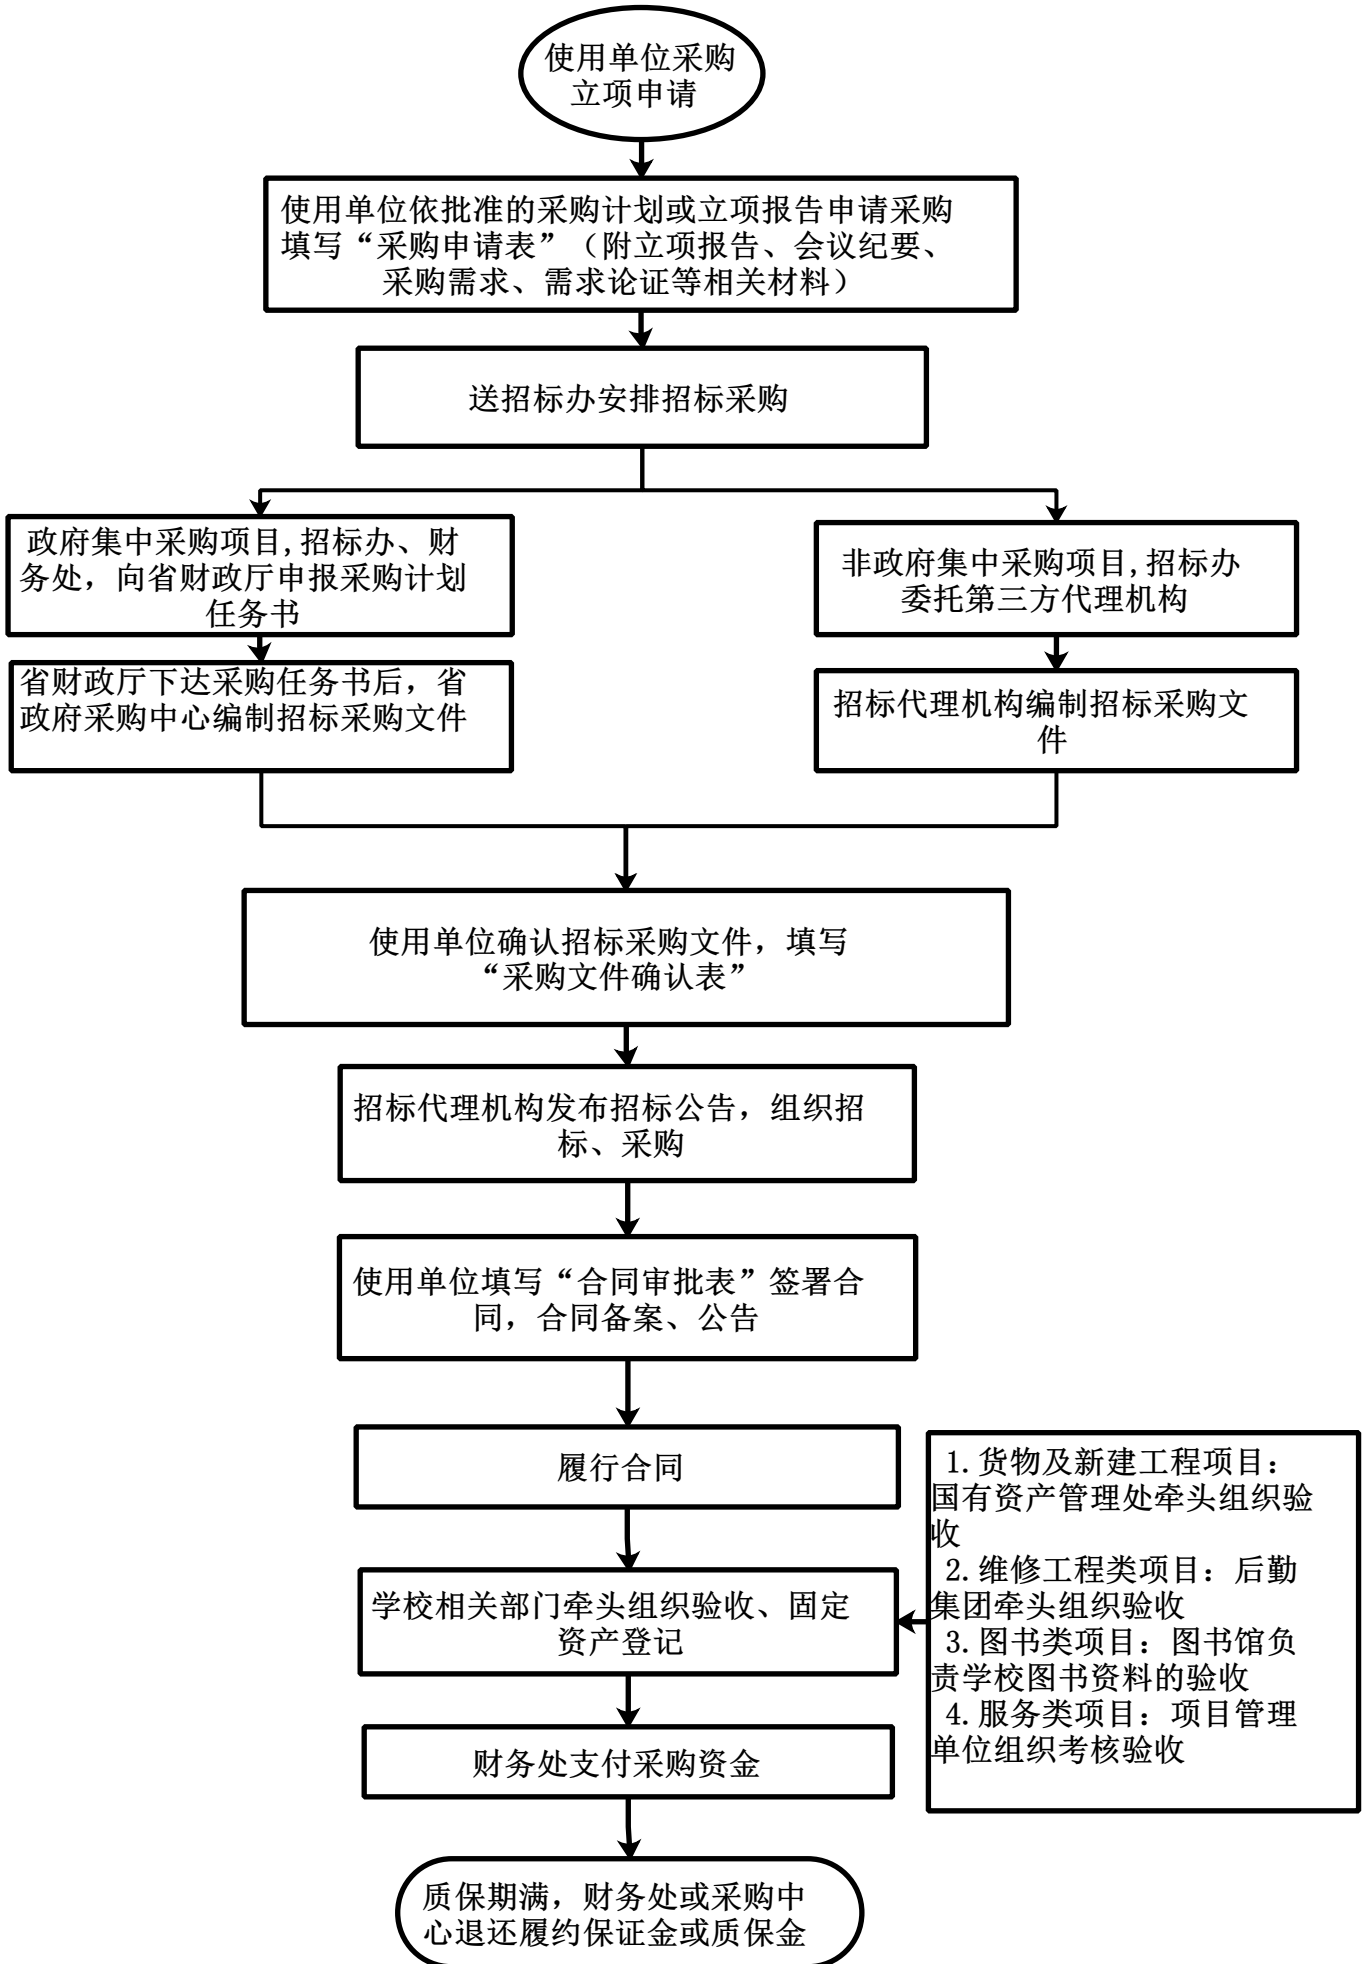 使用单位采购
立项申请
使用单位依批准的采购计划或立项报告申请采购
填写“采购申请表”（附立项报告、会议纪要、
采购需求、需求论证等相关材料）
送招标办安排招标采购
政府集中采购项目,招标办、财
务处，向省财政厅申报采购计划
任务书
非政府集中采购项目,招标办
委托第三方代理机构
省财政厅下达采购任务书后，省
政府采购中心编制招标采购文件
招标代理机构编制招标采购文
件
使用单位确认招标采购文件，填写
“采购文件确认表”
招标代理机构发布招标公告，组织招
标、采购
使用单位填写“合同审批表”签署合
同，合同备案、公告
履行合同
1.货物及新建工程项目：
国有资产管理处牵头组织验
收
2.维修工程类项目：后勤
集团牵头组织验收
3.图书类项目：图书馆负
责学校图书资料的验收
4.服务类项目：项目管理
单位组织考核验收
学校相关部门牵头组织验收、固定
资产登记
财务处支付采购资金
质保期满，财务处或采购中
心退还履约保证金或质保金